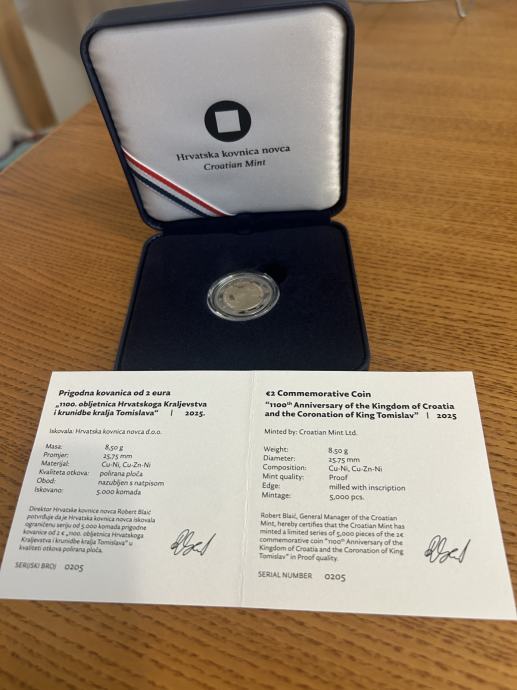 Hrvatska kovnica novca
Croatian Mint
Prigodna kovanica od 2 eura
„1100. obljetnica Hrvatskoga Kraljevstva
i krunidbe kralja Tomislava” | 2025.
Iskovala: Hrvatska kovnica novca d.o.o.
Masa: 8,50 g
Promjer: 25,75 mm
Materijal: Cu-Ni, Cu-Zn-Ni
Kvaliteta otkova: polirana ploča
Obod: nazubljen s natpisom
Iskovano: 5.000 komada
Direktor Hrvatske kovnice novca Robert Blaić
potvrđuje da je Hrvatska kovnica novca iskovala
ograničenu seriju od 5.000 komada prigodne
kovanice od 2 € „1100. obljetnica Hrvatskoga
Kraljevstva i krunidbe kralja Tomislava” u
kvaliteti otkova polirana ploča.
SERIJSKI BROJ 0205
€2 Commemorative Coin
“1100th Anniversary of the Kingdom of Croatia
and the Coronation of King Tomislav” | 2025
Minted by: Croatian Mint Ltd.
Weight: 8.50 g
Diameter: 25.75 mm
Composition: Cu-Ni, Cu-Zn-Ni
Mint quality: Proof
Edge: milled with inscription
Mintage: 5,000 pcs.
Robert Blaić, General Manager of the Croatian
Mint, hereby certifies that the Croatian Mint has
minted a limited series of 5,000 pieces of the 2€
commemorative coin “1100th Anniversary of the
Kingdom of Croatia and the Coronation of King
Tomislav” in Proof quality.
SERIAL NUMBER 0205